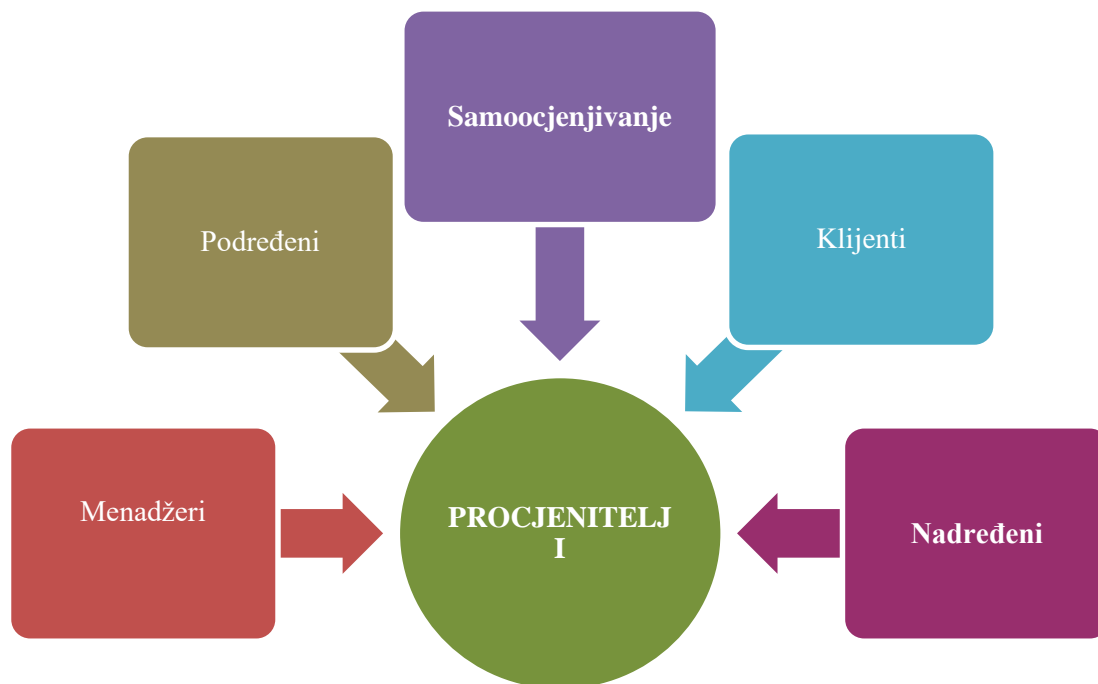 Samoocjenjivanje
Podređeni
Klijenti
Menadžeri
PROCJENITELJ
I
Nadređeni